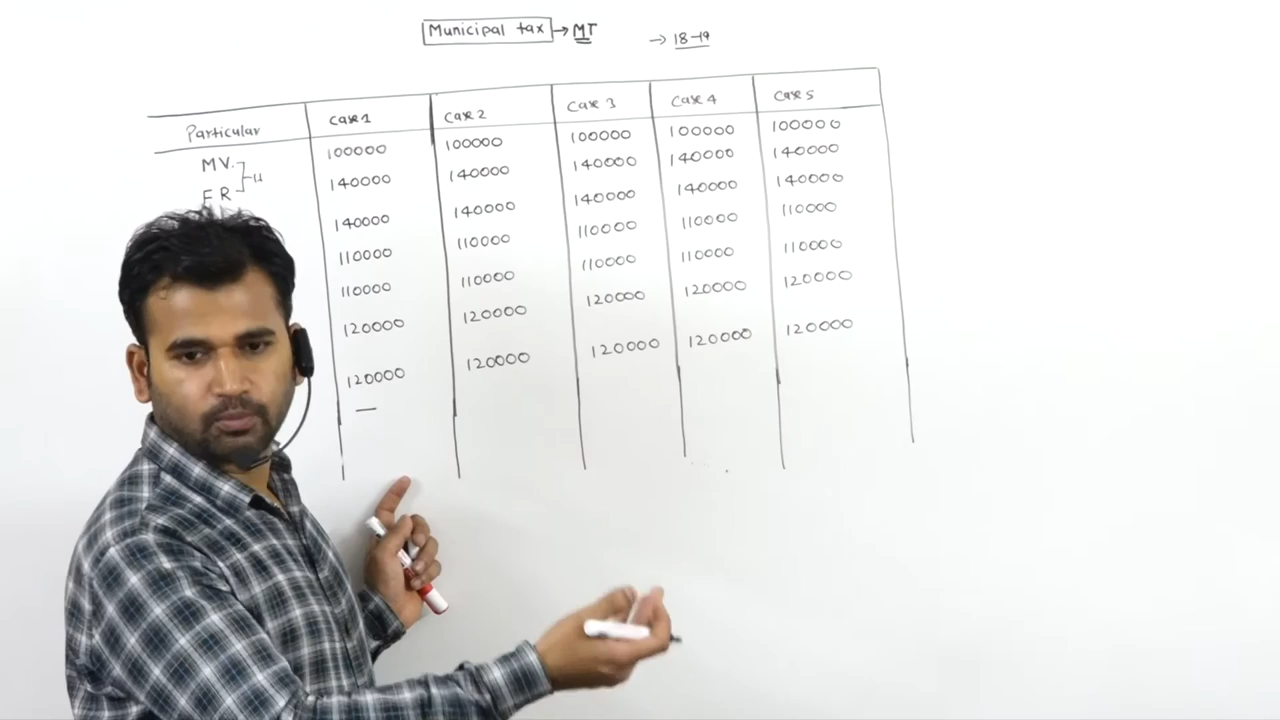 Municipal tax → MT → 18-19
Particular Case 1 Case 2 Case 3 Case 4 Case 5
M V. 100000 100000 100000 100000 100000
F R 140000 140000 140000 140000 140000
140000 140000 140000 140000 140000
110000 110000 110000 110000 110000
110000 110000 110000 110000 110000
120000 120000 120000 120000 120000
120000 120000 120000 120000 120000
—